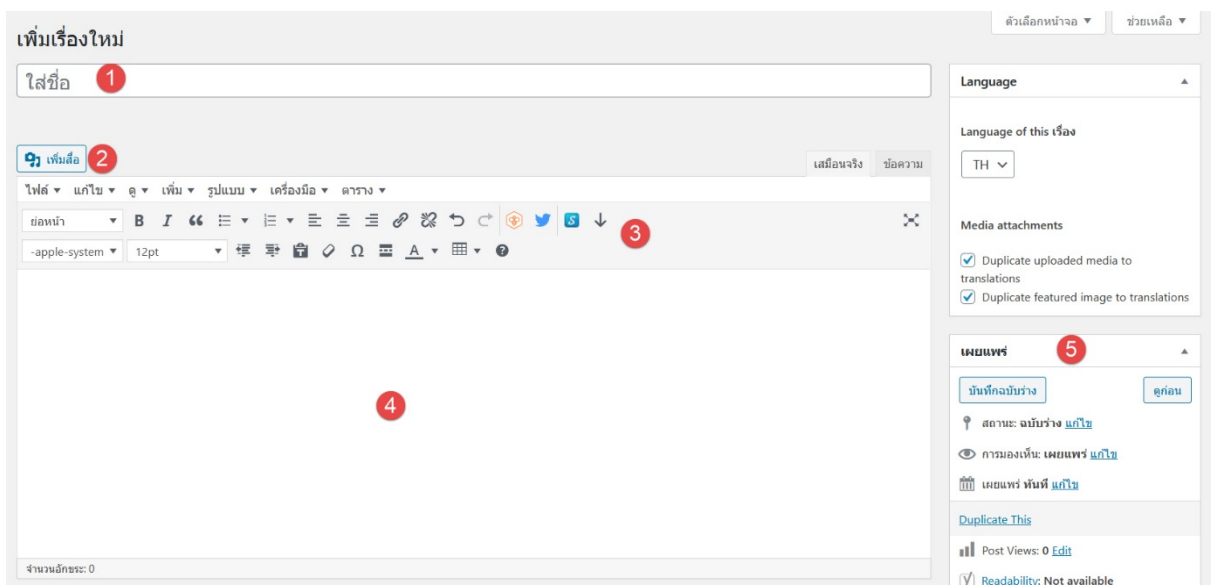 ตัวเลือกหน้าจอ ช่วยเหลือ
เพิ่มเรื่องใหม่
ใส่ชื่อ 1
2 เพิ่มสื่อ
เสมือนจริง ข้อความ
ไฟล์ แก้ไข ดู เพิ่ม รูปแบบ เครื่องมือ ตาราง
ย่อหน้า B I S 3
-apple-system 12pt T Ω A ?
4
จำนวนอักขระ: 0
Language
Language of this เรื่อง
TH
Media attachments
Duplicate uploaded media to
translations
Duplicate featured image to translations
เผยแพร่ 5
บันทึกฉบับร่าง ดูก่อน
สถานะ: ฉบับร่าง แก้ไข
การมองเห็น: เผยแพร่ แก้ไข
เผยแพร่ ทันที แก้ไข
Duplicate This
Post Views: 0 Edit
Readability: Not available